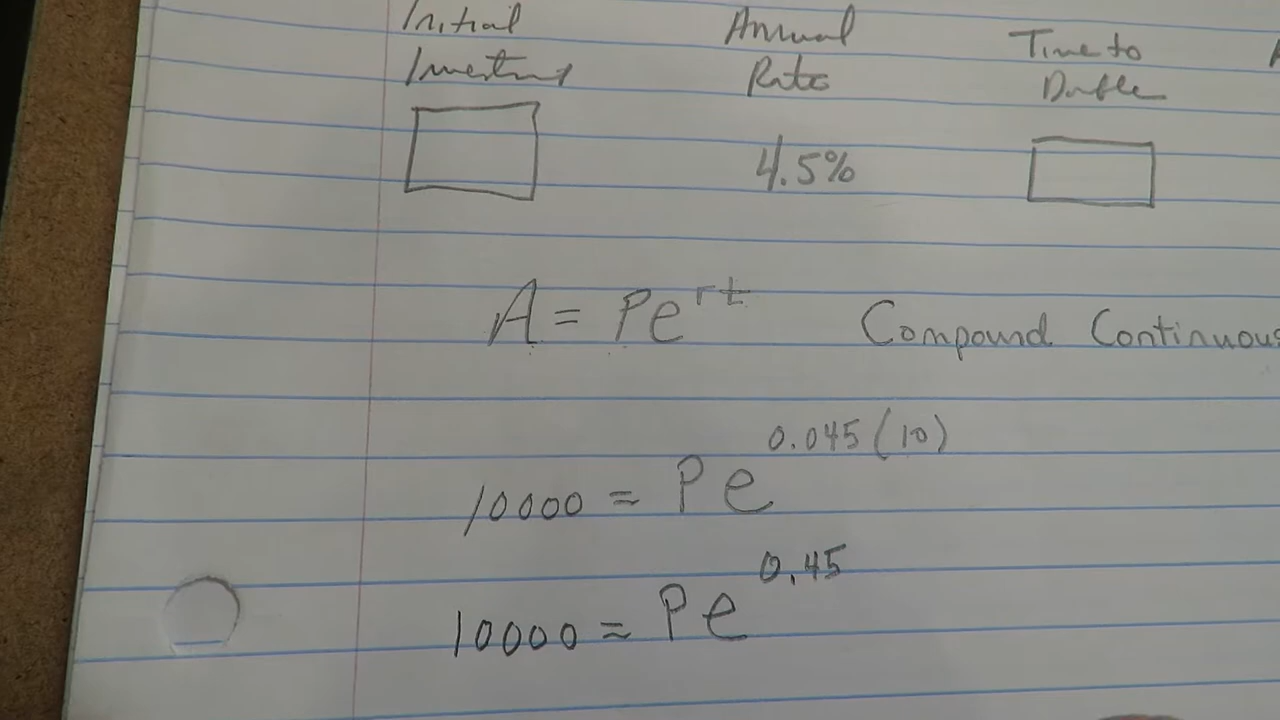 Initial Annual Time to
Investment Rate Double
4.5%
A = Pe^rt Compound Continuous
10000 = Pe^0.045(10)
10000 = Pe^0.45